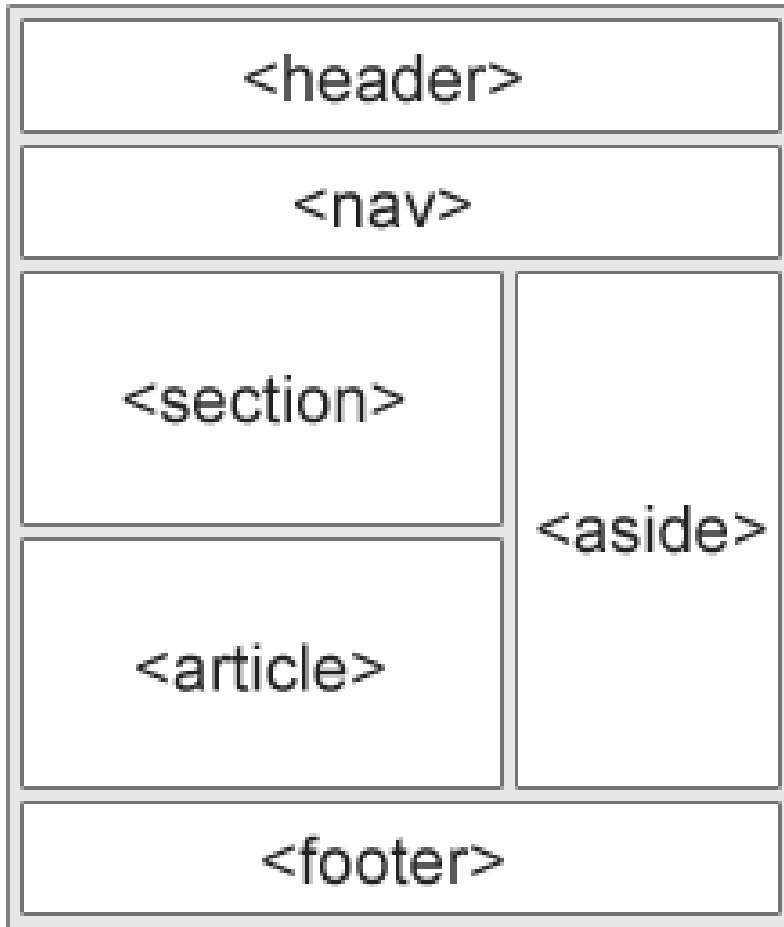 <header>
<nav>
<section>
<aside>
<article>
<footer>